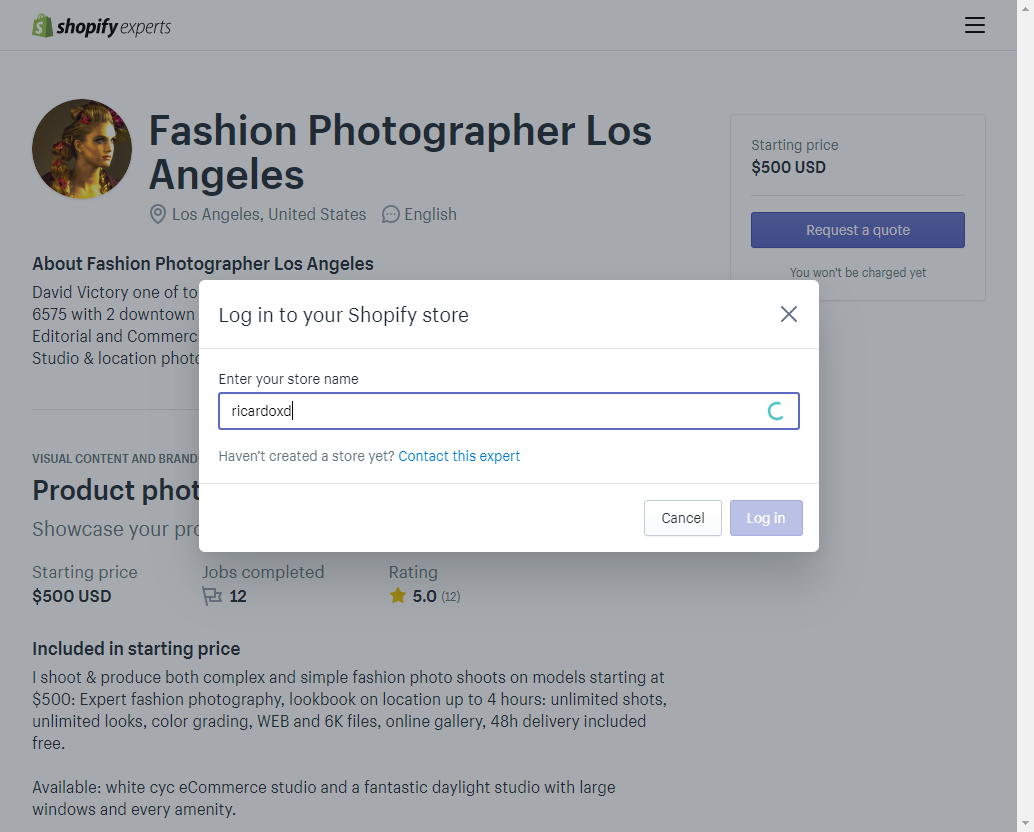 shopify experts
Fashion Photographer Los
Angeles
Los Angeles, United States English
Starting price
$500 USD
Request a quote
You won't be charged yet
About Fashion Photographer Los Angeles
David Victory one of to
6575 with 2 downtown
Editorial and Commerc
Studio & location photo
Log in to your Shopify store
Enter your store name
ricardoxd
Haven't created a store yet? Contact this expert
Cancel Log in
VISUAL CONTENT AND BRAND
Product phot
Showcase your pro
Starting price Jobs completed Rating
$500 USD 12 5.0 (12)
Included in starting price
I shoot & produce both complex and simple fashion photo shoots on models starting at
$500: Expert fashion photography, lookbook on location up to 4 hours: unlimited shots,
unlimited looks, color grading, WEB and 6K files, online gallery, 48h delivery included
free.
Available: white cyc eCommerce studio and a fantastic daylight studio with large
windows and every amenity.